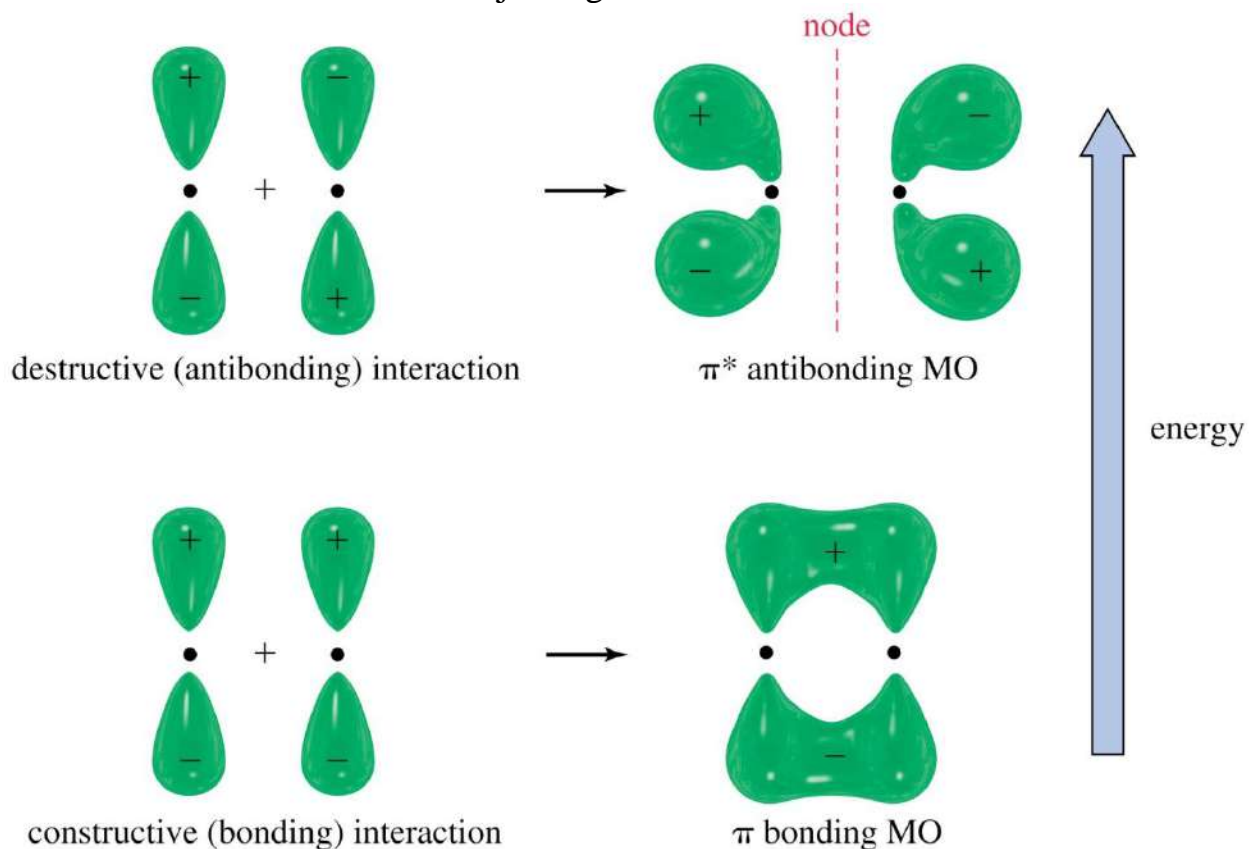 node
+ − + −
+ →
− + − +
destructive (antibonding) interaction
π* antibonding MO
energy
+ + +
+ →
− − −
constructive (bonding) interaction
π bonding MO